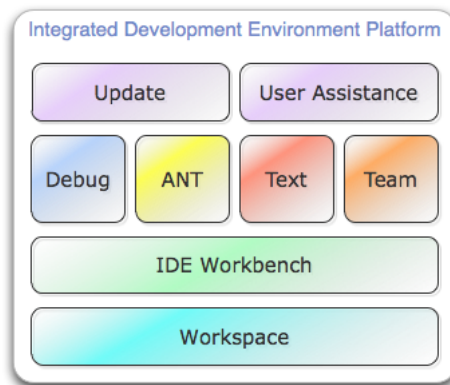 Integrated Development Environment Platform
Update
User Assistance
Debug
ANT
Text
Team
IDE Workbench
Workspace